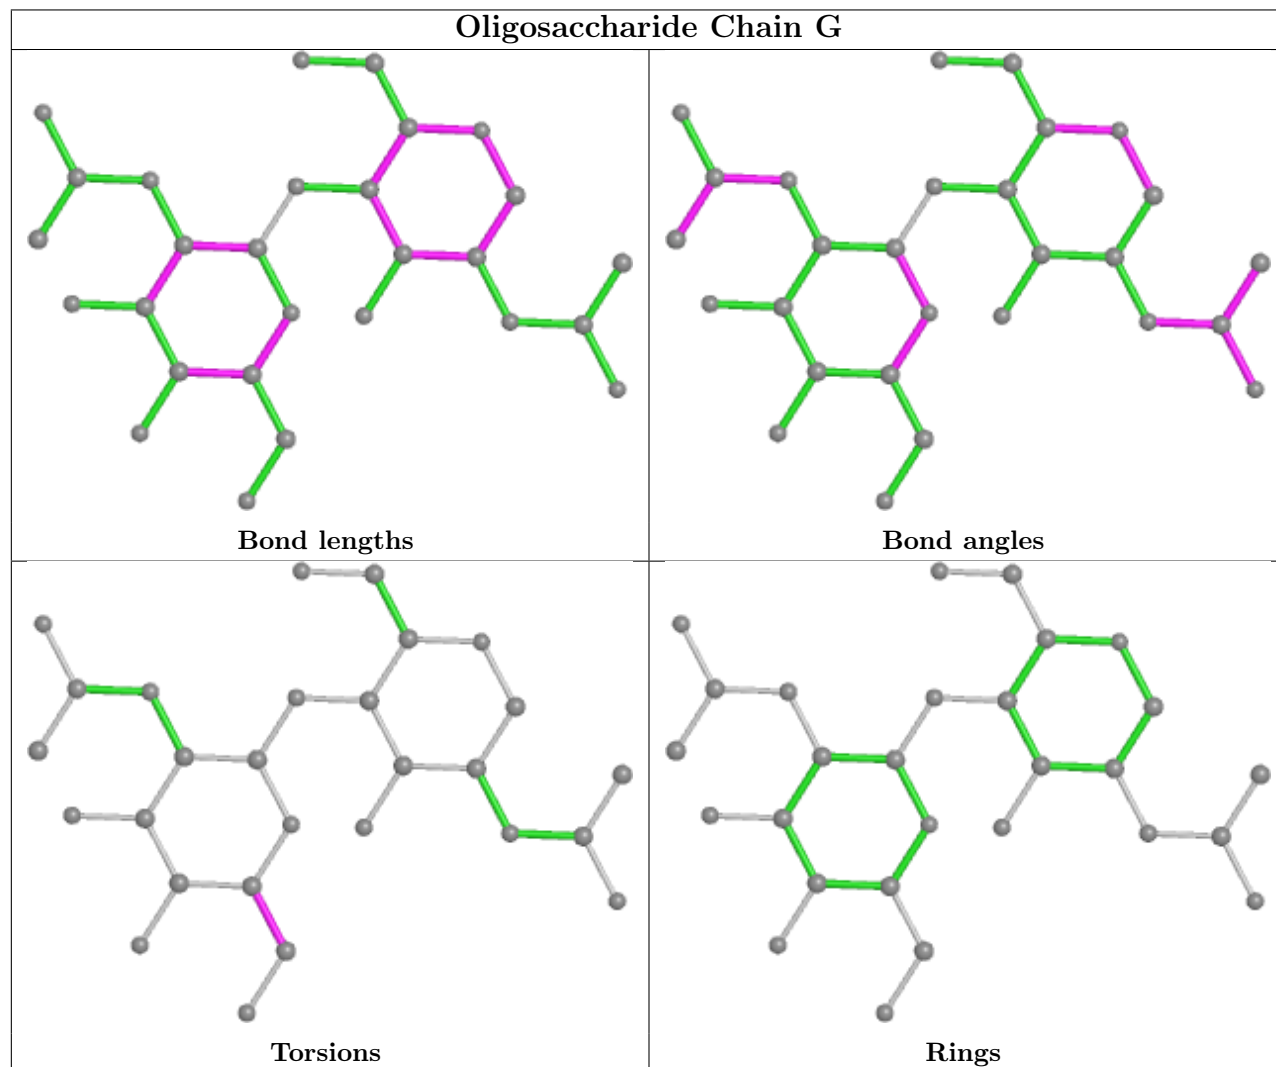 Oligosaccharide Chain G
Bond lengths
Bond angles
Torsions
Rings